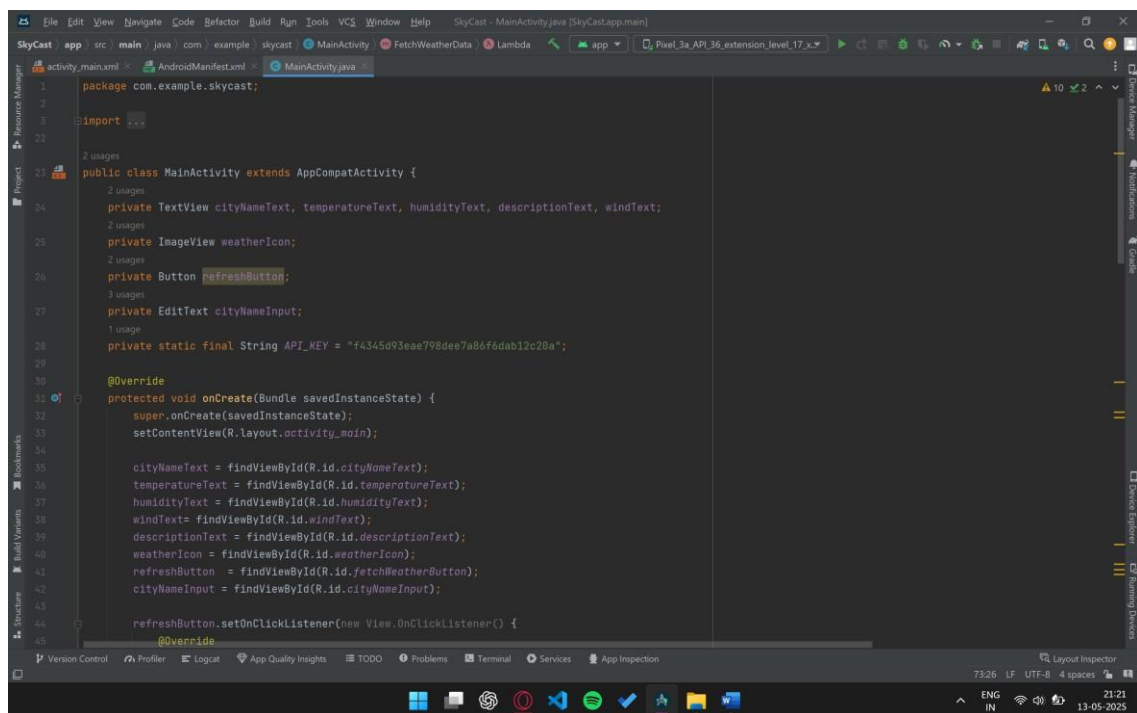 File Edit View Navigate Code Refactor Build Run Tools VCS Window Help SkyCast - MainActivity.java [SkyCast.app.main]
SkyCast app src main java com example skycast MainActivity FetchWeatherData Lambda app Pixel_3a_API_36_extension_level_17_x...
activity_main.xml AndroidManifest.xml MainActivity.java
Resource Manager
Project
Bookmarks
Build Variants
Structure
1 package com.example.skycast; 10 2
2
3 import ...
22
2 usages
23 public class MainActivity extends AppCompatActivity {
2 usages
24 private TextView cityNameText, temperatureText, humidityText, descriptionText, windText;
2 usages
25 private ImageView weatherIcon;
2 usages
26 private Button refreshButton;
3 usages
27 private EditText cityNameInput;
1 usage
28 private static final String API_KEY = "f4345d93eae798dee7a86f6dab12c20a";
29
30 @Override
31 protected void onCreate(Bundle savedInstanceState) {
32 super.onCreate(savedInstanceState);
33 setContentView(R.layout.activity_main);
34
35 cityNameText = findViewById(R.id.cityNameText);
36 temperatureText = findViewById(R.id.temperatureText);
37 humidityText = findViewById(R.id.humidityText);
38 windText= findViewById(R.id.windText);
39 descriptionText = findViewById(R.id.descriptionText);
40 weatherIcon = findViewById(R.id.weatherIcon);
41 refreshButton = findViewById(R.id.fetchWeatherButton);
42 cityNameInput = findViewById(R.id.cityNameInput);
43
44 refreshButton.setOnClickListener(new View.OnClickListener() {
45 @Override
Device Manager
Notifications
Gradle
Device Explorer
Running Devices
Version Control Profiler Logcat App Quality Insights TODO Problems Terminal Services App Inspection Layout Inspector
73:26 LF UTF-8 4 spaces
ENG
IN
21:21
13-05-2025